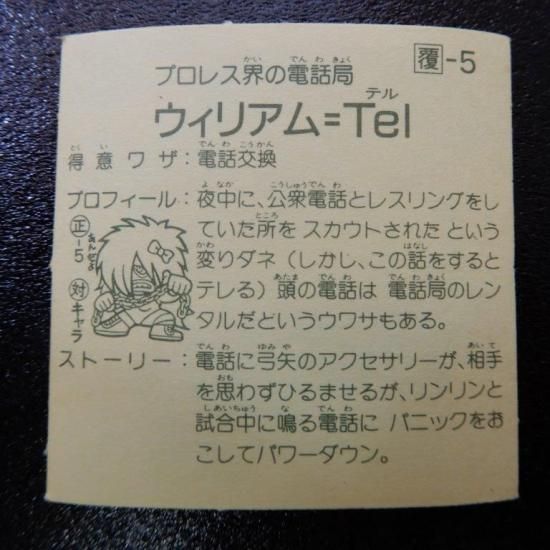 覆-5
プロレス界の電話局
ウィリアム=Tel
テル
得意ワザ:電話交換
プロフィール:夜中に、公衆電話とレスリングをし
ていた所を スカウトされた という
変りダネ(しかし、この話をすると
テレる)頭の電話は 電話局のレン
タルだというウワサもある。
正-5
あんぜよ
対キャラ
ストーリー:電話に弓矢のアクセサリーが、相手
を思わずひるませるが、リンリンと
試合中に鳴る電話に パニックをお
こしてパワーダウン。